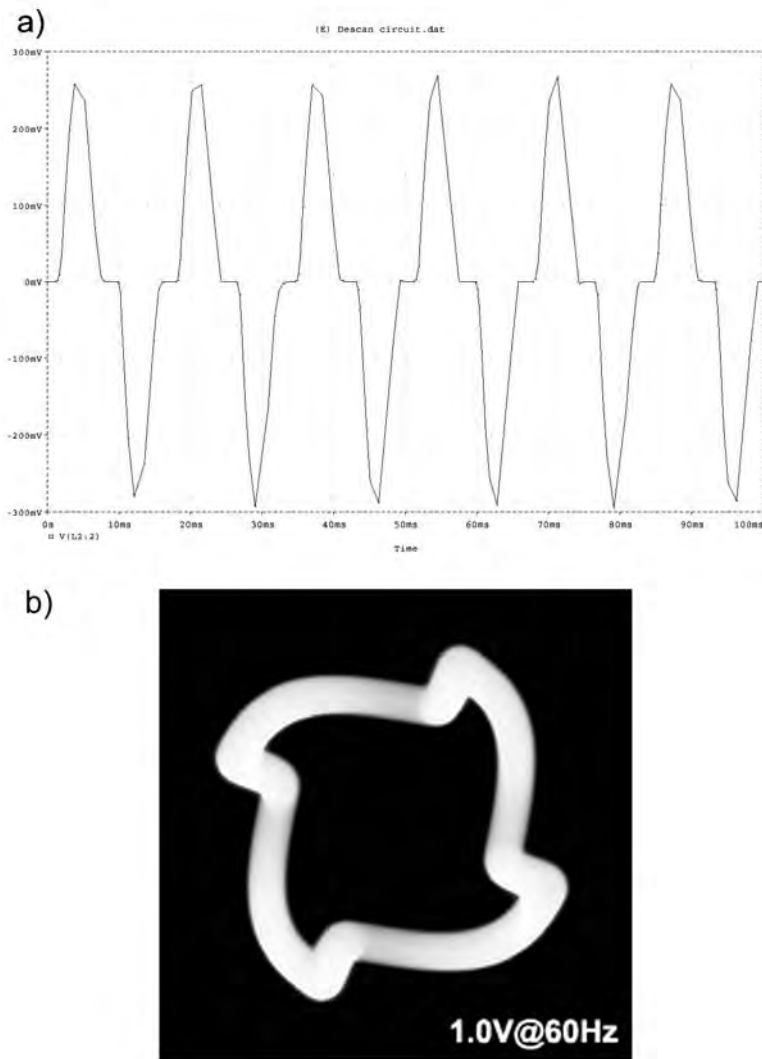 a)
(E) Descan circuit.dat
300mV
200mV
100mV
0mV
-100mV
-200mV
-300mV
0s 10ms 20ms 30ms 40ms 50ms 60ms 70ms 80ms 90ms 100ms
V(L2:2)
Time
b)
1.0V@60Hz